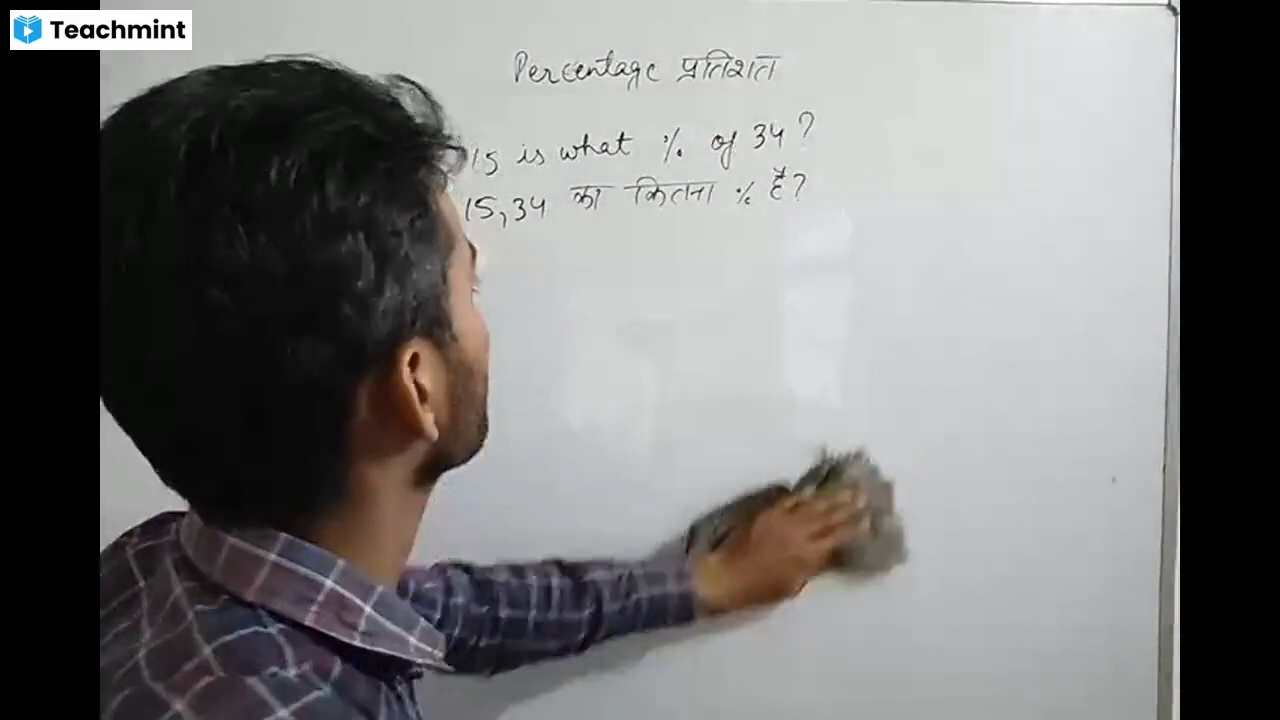 Teachmint
Percentage प्रतिशत
15 is what % of 34?
15,34 का कितना % है?